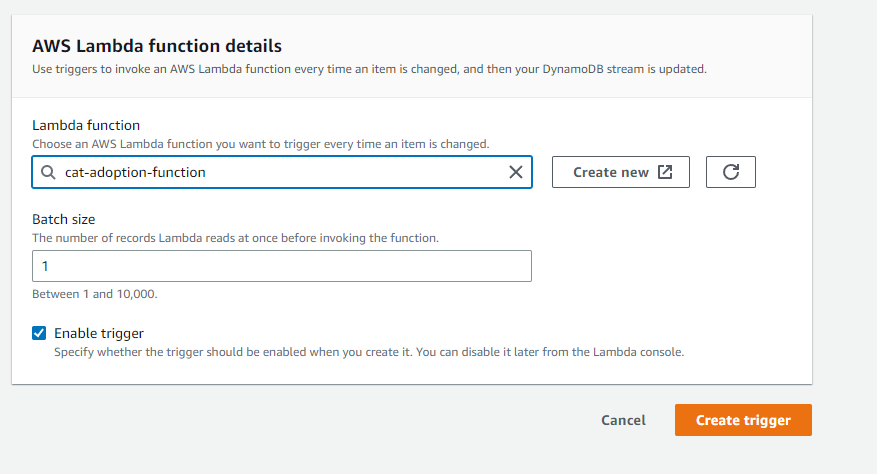 AWS Lambda function details
Use triggers to invoke an AWS Lambda function every time an item is changed, and then your DynamoDB stream is updated.
Lambda function
Choose an AWS Lambda function you want to trigger every time an item is changed.
cat-adoption-function
Create new
Batch size
The number of records Lambda reads at once before invoking the function.
1
Between 1 and 10,000.
Enable trigger
Specify whether the trigger should be enabled when you create it. You can disable it later from the Lambda console.
Cancel
Create trigger